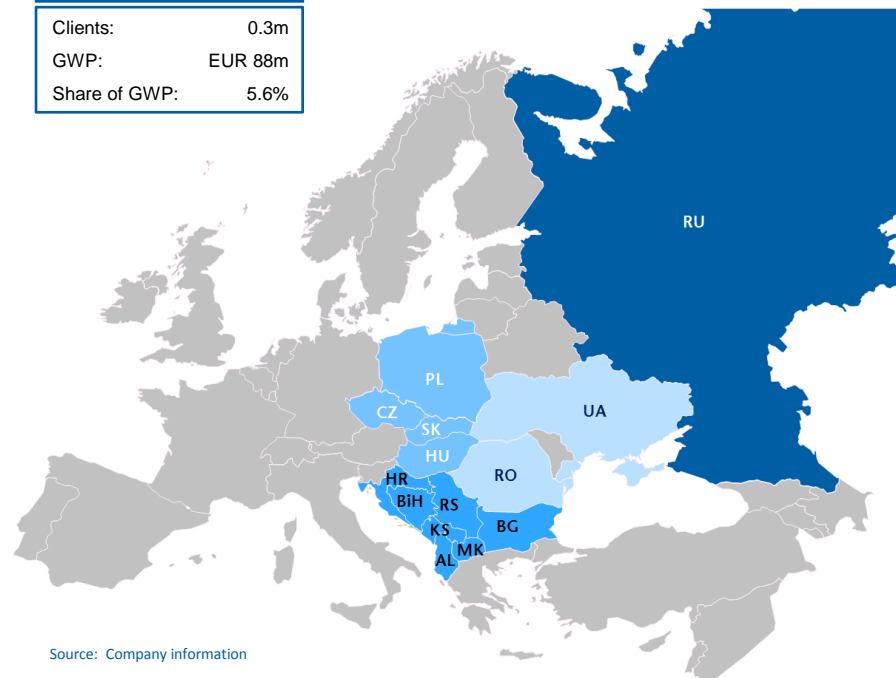 Clients: 0.3m
GWP: EUR 88m
Share of GWP: 5.6%
RU
PL
UA
CZ
SK
HU
RO
HR
BiH
RS
KS
BG
MK
AL
Source: Company information